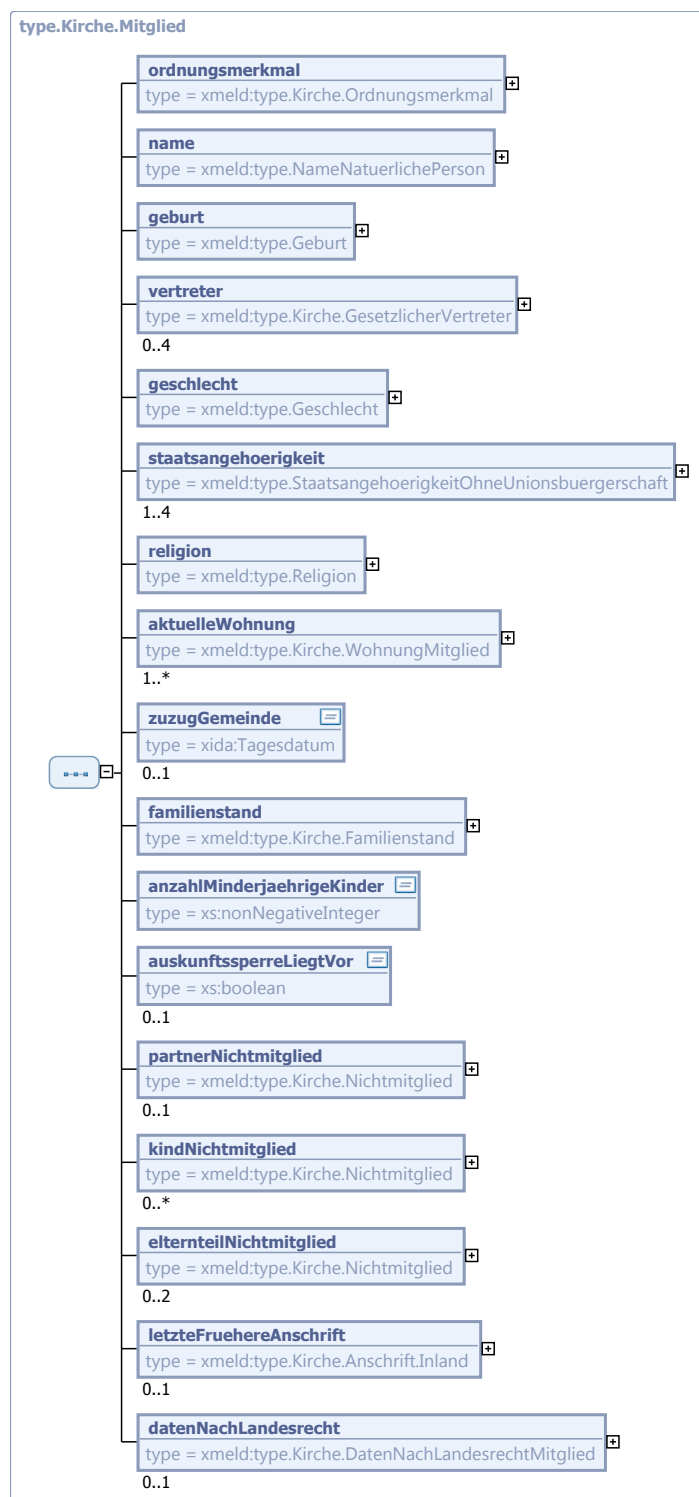 type.Kirche.Mitglied
ordnungsmerkmal
type = xmeld:type.Kirche.Ordnungsmerkmal
name
type = xmeld:type.NameNatuerlichePerson
geburt
type = xmeld:type.Geburt
vertreter
type = xmeld:type.Kirche.GesetzlicherVertreter
0..4
geschlecht
type = xmeld:type.Geschlecht
staatsangehoerigkeit
type = xmeld:type.StaatsangehoerigkeitOhneUnionsbuergerschaft
1..4
religion
type = xmeld:type.Religion
aktuelleWohnung
type = xmeld:type.Kirche.WohnungMitglied
1..*
zuzugGemeinde
type = xida:Tagesdatum
0..1
familienstand
type = xmeld:type.Kirche.Familienstand
anzahlMinderjaehrigeKinder
type = xs:nonNegativeInteger
auskunftssperreLiegtVor
type = xs:boolean
0..1
partnerNichtmitglied
type = xmeld:type.Kirche.Nichtmitglied
0..1
kindNichtmitglied
type = xmeld:type.Kirche.Nichtmitglied
0..*
elternteilNichtmitglied
type = xmeld:type.Kirche.Nichtmitglied
0..2
letzteFruehereAnschrift
type = xmeld:type.Kirche.Anschrift.Inland
0..1
datenNachLandesrecht
type = xmeld:type.Kirche.DatenNachLandesrechtMitglied
0..1